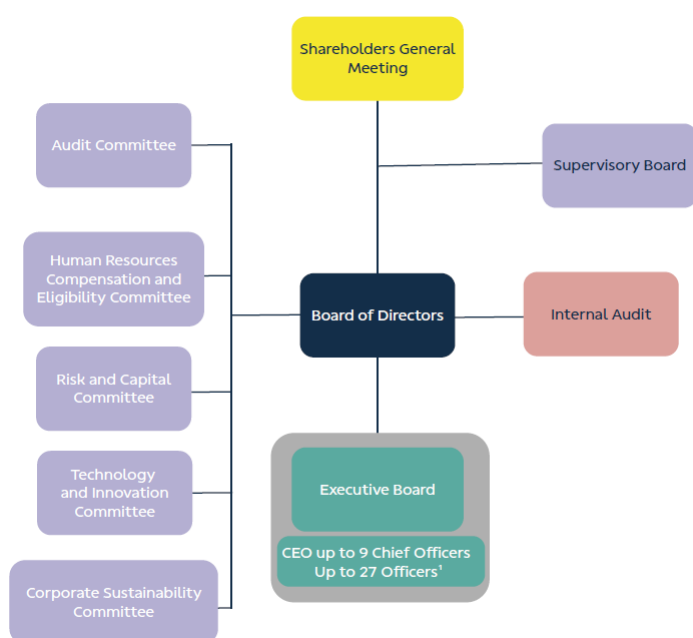 Shareholders General
Meeting
Audit Committee
Supervisory Board
Human Resources
Compensation and
Eligibility Committee
Board of Directors
Internal Audit
Risk and Capital
Committee
Technology
and Innovation
Committee
Executive Board
CEO up to 9 Chief Officers
Up to 27 Officers¹
Corporate Sustainability
Committee